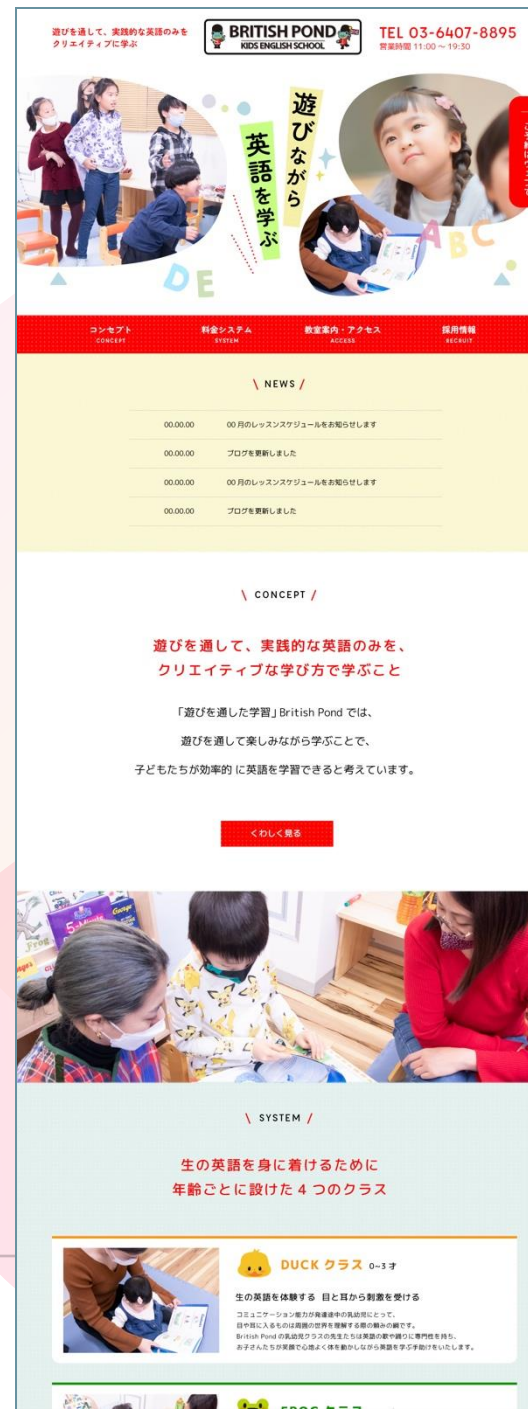 遊びを通して、実践的な英語のみを
クリエイティブに学ぶ
BRITISH POND
KIDS ENGLISH SCHOOL
TEL 03-6407-8895
営業時間 11:00 ～ 19:30
遊びながら
英語を学ぶ
A B C
D E
コンセプト
CONCEPT
料金システム
SYSTEM
教室案内・アクセス
ACCESS
採用情報
RECRUIT
\ NEWS /
00.00.00 00 月のレッスンスケジュールをお知らせします
00.00.00 ブログを更新しました
00.00.00 00 月のレッスンスケジュールをお知らせします
00.00.00 ブログを更新しました
\ CONCEPT /
遊びを通して、実践的な英語のみを、
クリエイティブな学び方で学ぶこと
「遊びを通した学習」British Pond では、
遊びを通して楽しみながら学ぶことで、
子どもたちが効率的 に英語を学習できると考えています。
くわしく見る
Frog
5-Minute
George
\ SYSTEM /
生の英語を身に着けるために
年齢ごとに設けた 4 つのクラス
DUCK クラス 0~3 才
生の英語を体験する 目と耳から刺激を受ける
コミュニケーション能力が発達途中の乳幼児にとって、
目や耳に入るものは周囲の世界を理解する際の頼みの綱です。
British Pond の乳幼児クラスの先生たちは英語の歌や踊りに専門性を持ち、
お子さんたちが笑顔で心地よく体を動かしながら英語を学ぶ手助けをいたします。